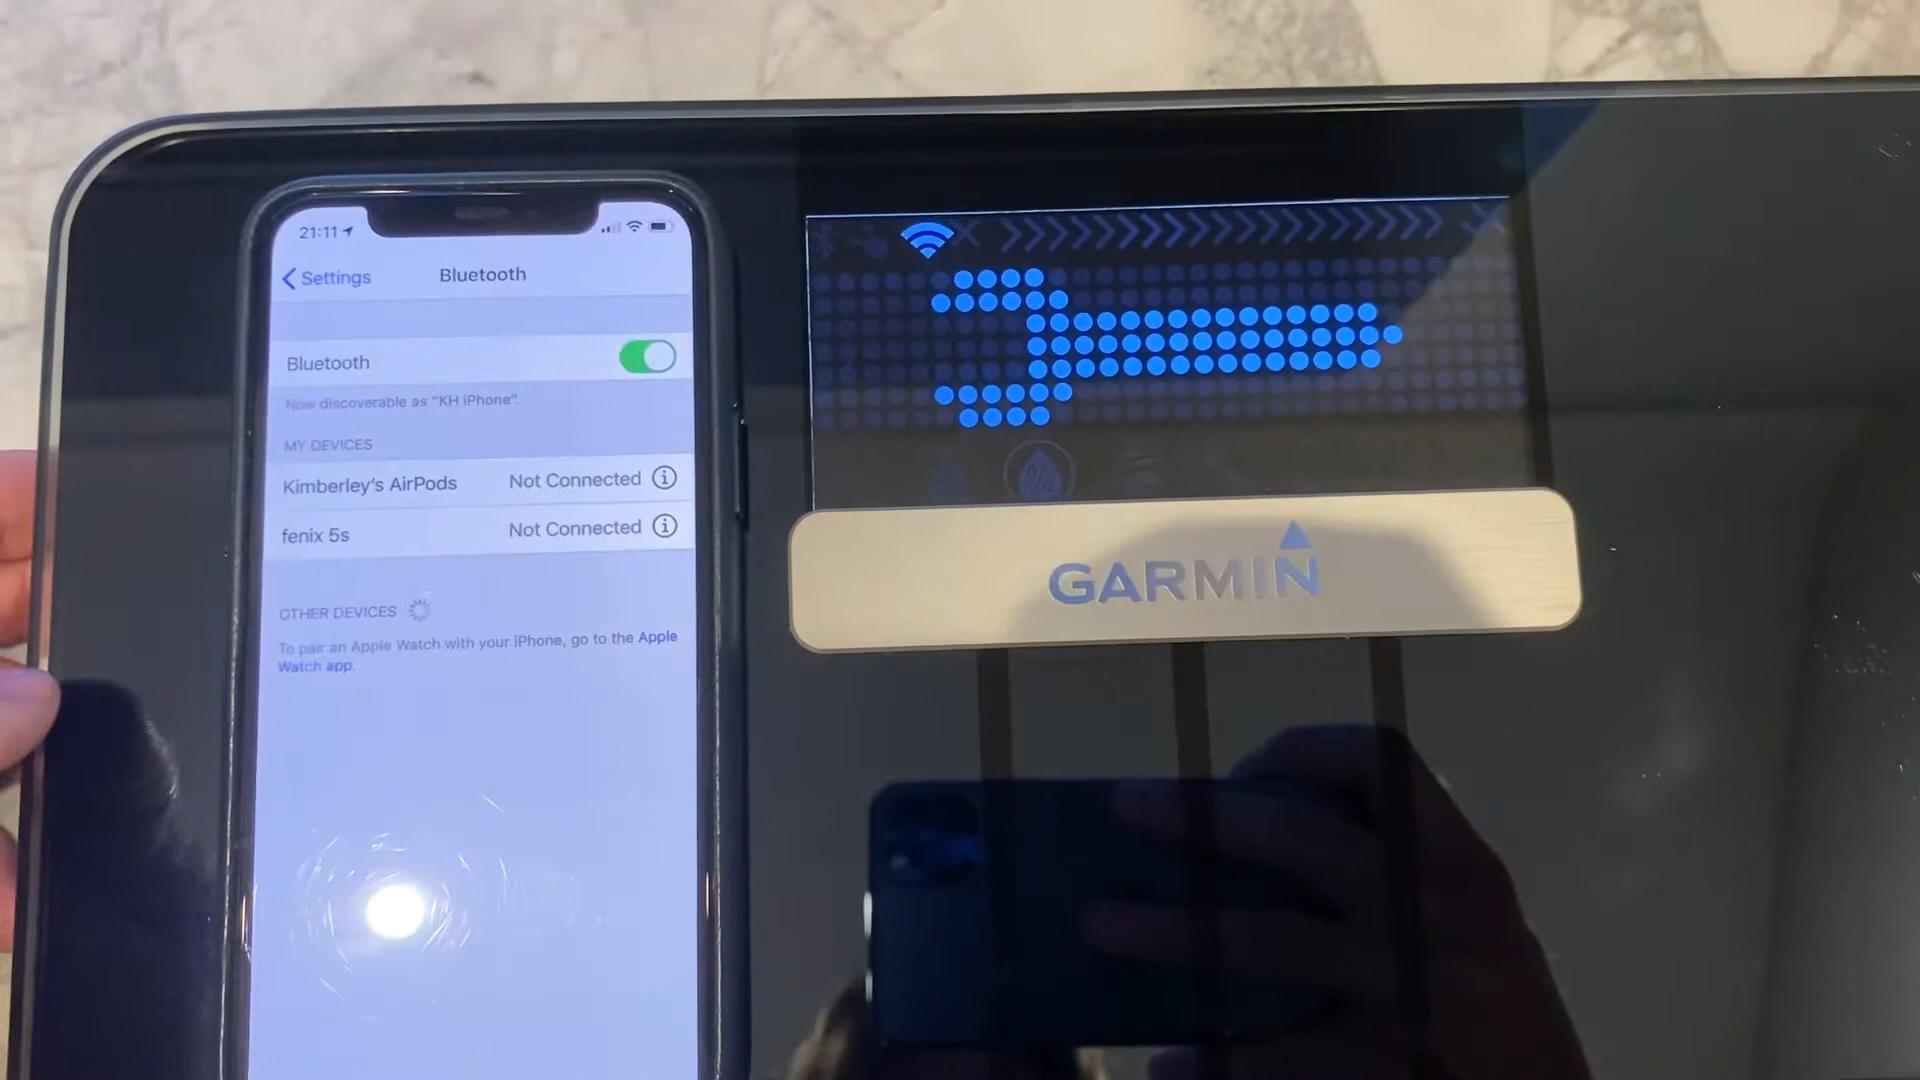 21:11
Settings
Bluetooth
Bluetooth
Now discoverable as “KH iPhone”.
MY DEVICES
Kimberley’s AirPods Not Connected
fenix 5s Not Connected
OTHER DEVICES
To pair an Apple Watch with your iPhone, go to the Apple
Watch app.
%
GARMIN